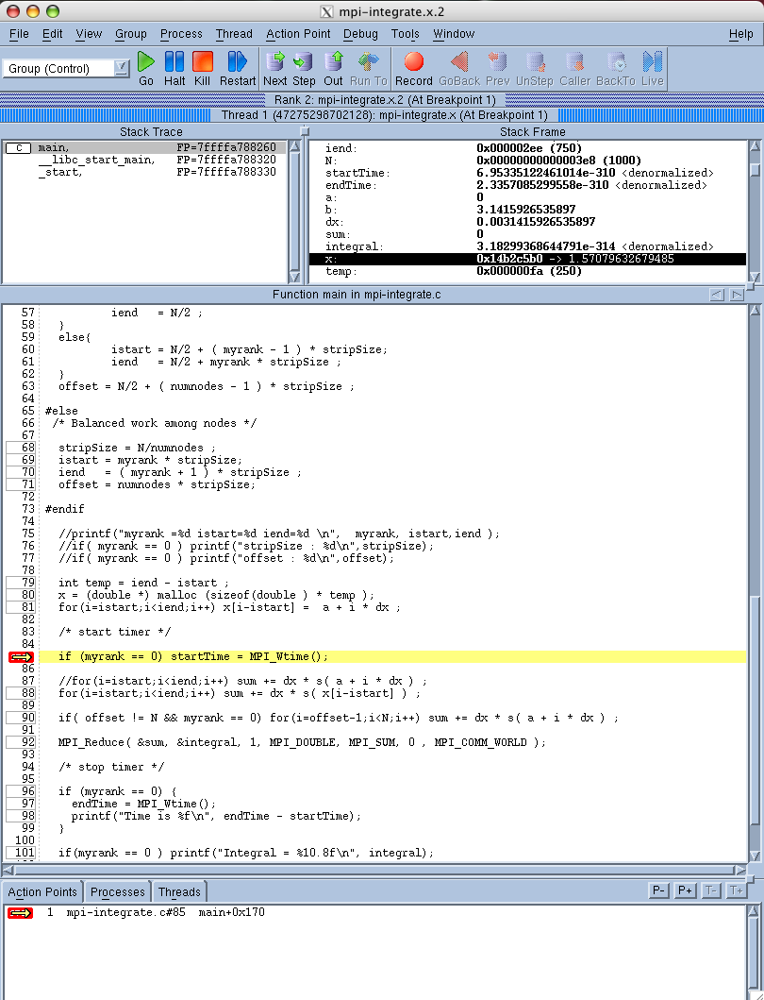 mpi-integrate.x.2
File Edit View Group Process Thread Action Point Debug Tools Window Help
Group (Control)
Go Halt Kill Restart Next Step Out Run To Record GoBack Prev UnStep Caller BackTo Live
Rank 2: mpi-integrate.x.2 (At Breakpoint 1)
Thread 1 (47275298702128): mpi-integrate.x (At Breakpoint 1)
Stack Trace
C main, FP=7ffffa788260
__libc_start_main, FP=7ffffa788320
_start, FP=7ffffa788330
Stack Frame
iend: 0x000002ee (750)
N: 0x00000000000003e8 (1000)
startTime: 6.95335122461014e-310 <denormalized>
endTime: 2.3357085299558e-310 <denormalized>
a: 0
b: 3.1415926535897
dx: 0.0031415926535897
sum: 0
integral: 3.18299368644791e-314 <denormalized>
x: 0x14b2c5b0 -> 1.57079632679485
temp: 0x000000fa (250)
Function main in mpi-integrate.c
57 iend = N/2 ;
58 }
59 else{
60 istart = N/2 + ( myrank - 1 ) * stripSize;
61 iend = N/2 + myrank * stripSize ;
62 }
63 offset = N/2 + ( numnodes - 1 ) * stripSize ;
64
65 #else
66 /* Balanced work among nodes */
67
68 stripSize = N/numnodes ;
69 istart = myrank * stripSize;
70 iend = ( myrank + 1 ) * stripSize ;
71 offset = numnodes * stripSize;
72
73 #endif
74
75 //printf("myrank =%d istart=%d iend=%d \n", myrank, istart,iend );
76 //if( myrank == 0 ) printf("stripSize : %d\n",stripSize);
77 //if( myrank == 0 ) printf("offset : %d\n",offset);
78
79 int temp = iend - istart ;
80 x = (double *) malloc (sizeof(double ) * temp );
81 for(i=istart;i<iend;i++) x[i-istart] = a + i * dx ;
82
83 /* start timer */
84
if (myrank == 0) startTime = MPI_Wtime();
86
87 //for(i=istart;i<iend;i++) sum += dx * s( a + i * dx ) ;
88 for(i=istart;i<iend;i++) sum += dx * s( x[i-istart] ) ;
89
90 if( offset != N && myrank == 0) for(i=offset-1;i<N;i++) sum += dx * s( a + i * dx ) ;
91
92 MPI_Reduce( &sum, &integral, 1, MPI_DOUBLE, MPI_SUM, 0 , MPI_COMM_WORLD );
93
94 /* stop timer */
95
96 if (myrank == 0) {
97 endTime = MPI_Wtime();
98 printf("Time is %f\n", endTime - startTime);
99 }
100
101 if(myrank == 0 ) printf("Integral = %10.8f\n", integral);
Action Points Processes Threads P- P+ T- T+
1 mpi-integrate.c#85 main+0x170